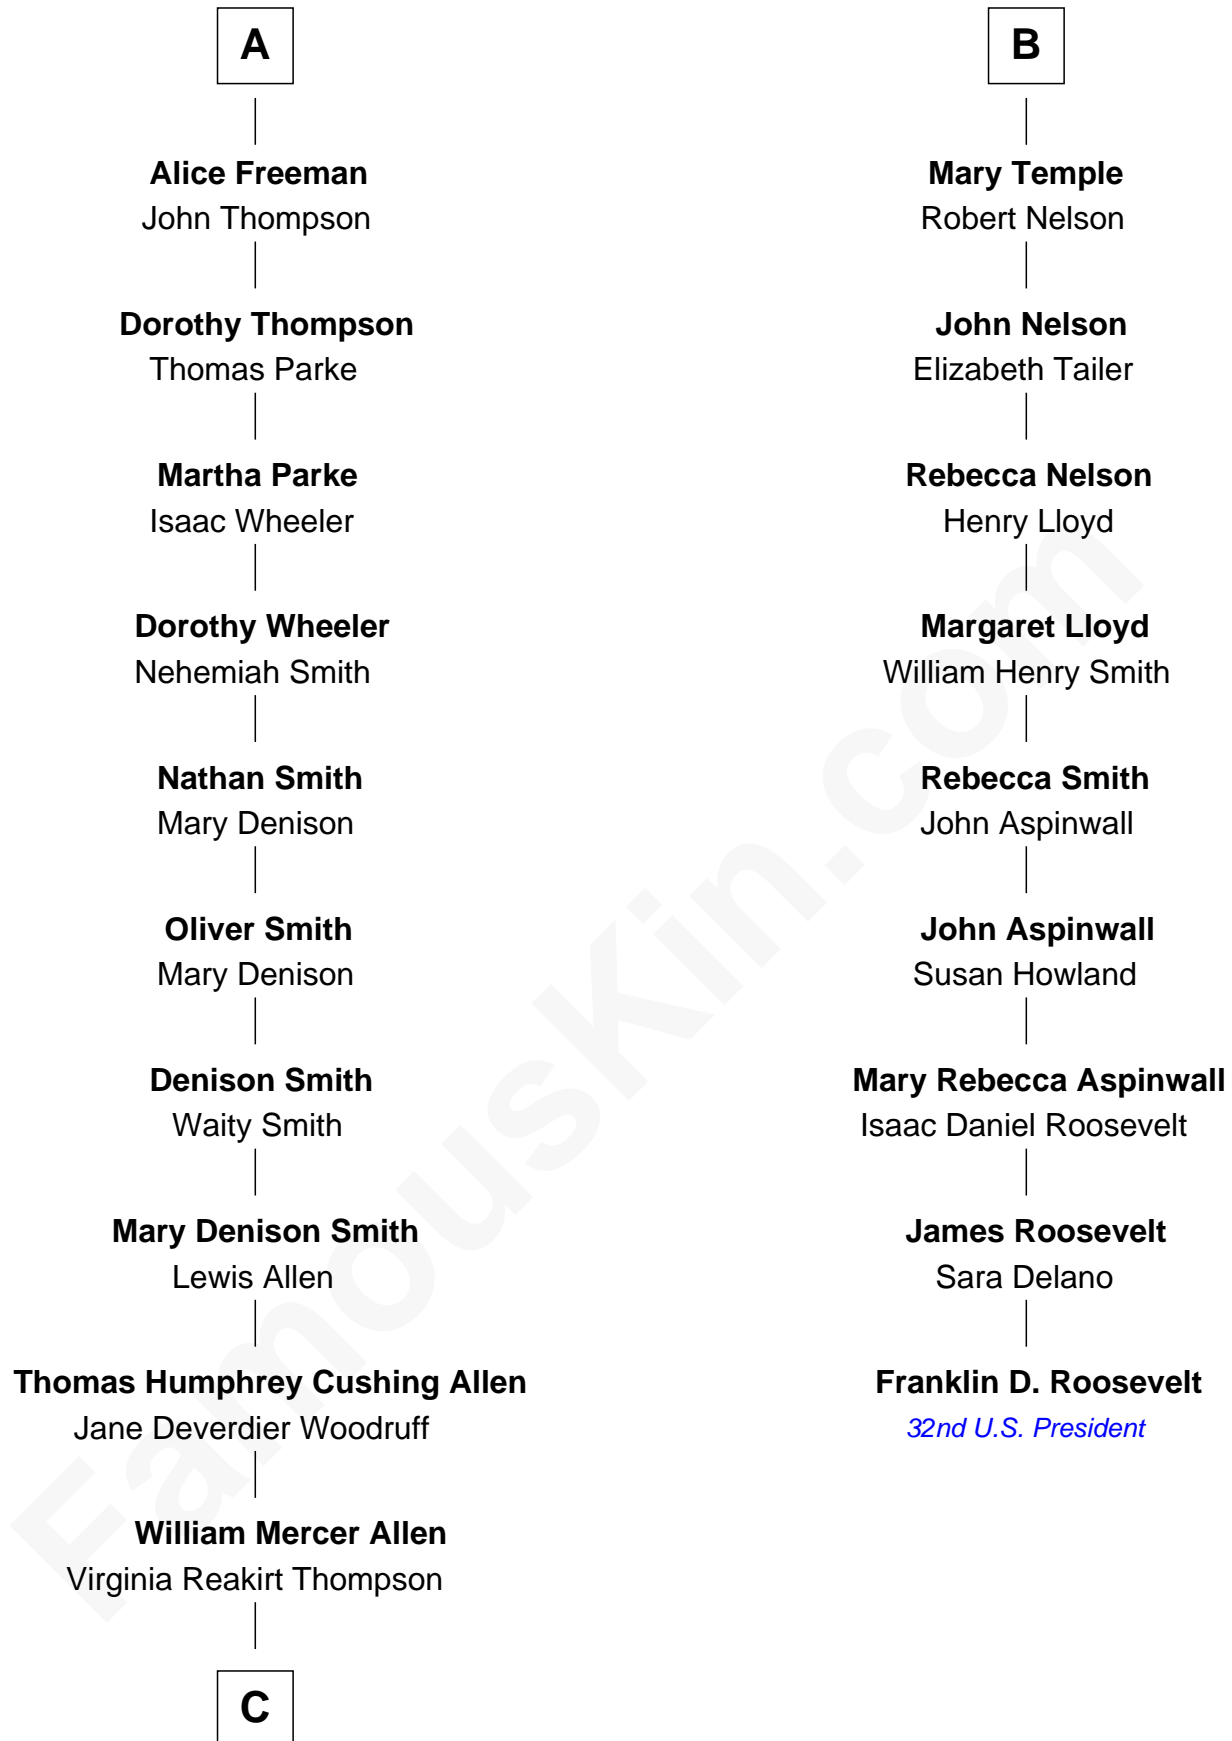 A
Alice Freeman
John Thompson
Dorothy Thompson
Thomas Parke
Martha Parke
Isaac Wheeler
Dorothy Wheeler
Nehemiah Smith
Nathan Smith
Mary Denison
Oliver Smith
Mary Denison
Denison Smith
Waity Smith
Mary Denison Smith
Lewis Allen
Thomas Humphrey Cushing Allen
Jane Deverdier Woodruff
William Mercer Allen
Virginia Reakirt Thompson
C
B
Mary Temple
Robert Nelson
John Nelson
Elizabeth Tailer
Rebecca Nelson
Henry Lloyd
Margaret Lloyd
William Henry Smith
Rebecca Smith
John Aspinwall
John Aspinwall
Susan Howland
Mary Rebecca Aspinwall
Isaac Daniel Roosevelt
James Roosevelt
Sara Delano
Franklin D. Roosevelt
32nd U.S. President
FamousKin.com